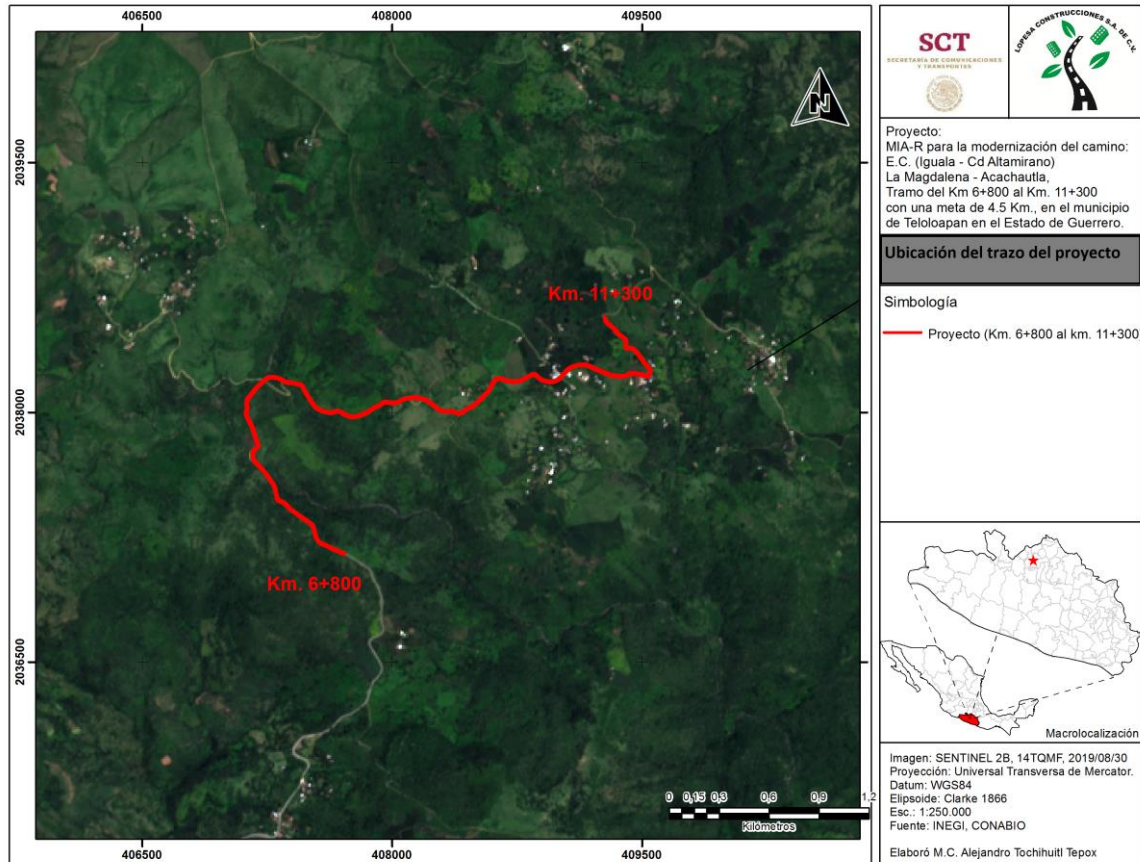 406500
408000
409500
2039500
2038000
2036500
Km. 11+300
Km. 6+800
N
0 0,15 0,3 0,6 0,9 1,2
Kilómetros
2039500
2038000
2036500
406500
408000
409500
SCT
SECRETARÍA DE COMUNICACIONES
Y TRANSPORTES
LOPESA CONSTRUCCIONES S.A. DE C.V.
Proyecto:
MIA-R para la modernización del camino:
E.C. (Iguala - Cd Altamirano)
La Magdalena - Acachautla,
Tramo del Km 6+800 al Km. 11+300
con una meta de 4.5 Km., en el municipio
de Teloloapan en el Estado de Guerrero.
Ubicación del trazo del proyecto
Simbología
Proyecto (Km. 6+800 al km. 11+300)
Macrolocalización
Imagen: SENTINEL 2B, 14TQMF, 2019/08/30
Proyección: Universal Transversa de Mercator.
Datum: WGS84
Elipsoide: Clarke 1866
Esc.: 1:250.000
Fuente: INEGI, CONABIO
Elaboró M.C. Alejandro Tochihuitl Tepox